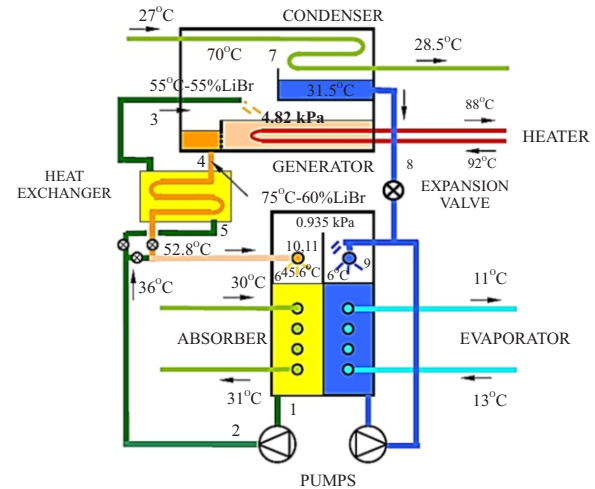 27°C
CONDENSER
70°C
7
28.5°C
55°C-55%LiBr
31.5°C
3
4.82 kPa
88°C
HEATER
4
GENERATOR
92°C
8
HEAT
EXCHANGER
75°C-60%LiBr
EXPANSION
VALVE
5
0.935 kPa
52.8°C
10,11
9
6
45.6°C
6°C
36°C
30°C
11°C
ABSORBER
EVAPORATOR
31°C
13°C
1
2
PUMPS